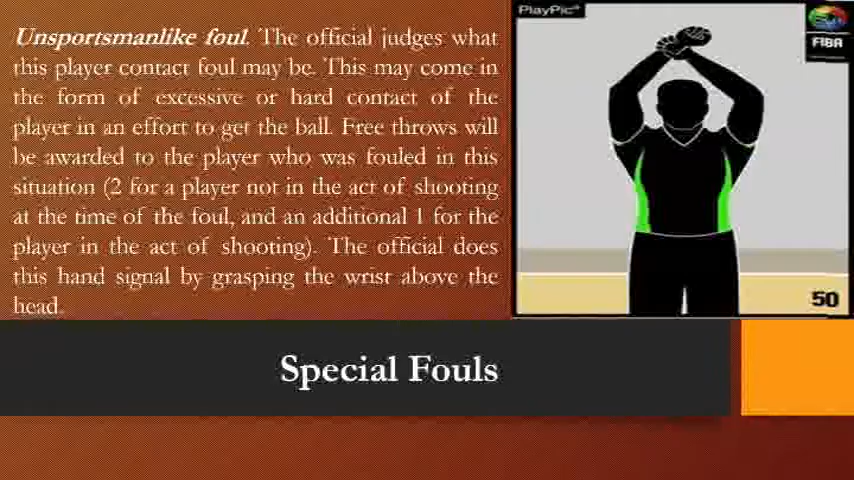 Unsportsmanlike foul. The official judges what
this player contact foul may be. This may come in
the form of excessive or hard contact of the
player in an effort to get the ball. Free throws will
be awarded to the player who was fouled in this
situation (2 for a player not in the act of shooting
at the time of the foul, and an additional 1 for the
player in the act of shooting). The official does
this hand signal by grasping the wrist above the
head.
PlayPic
FIBA
50
Special Fouls